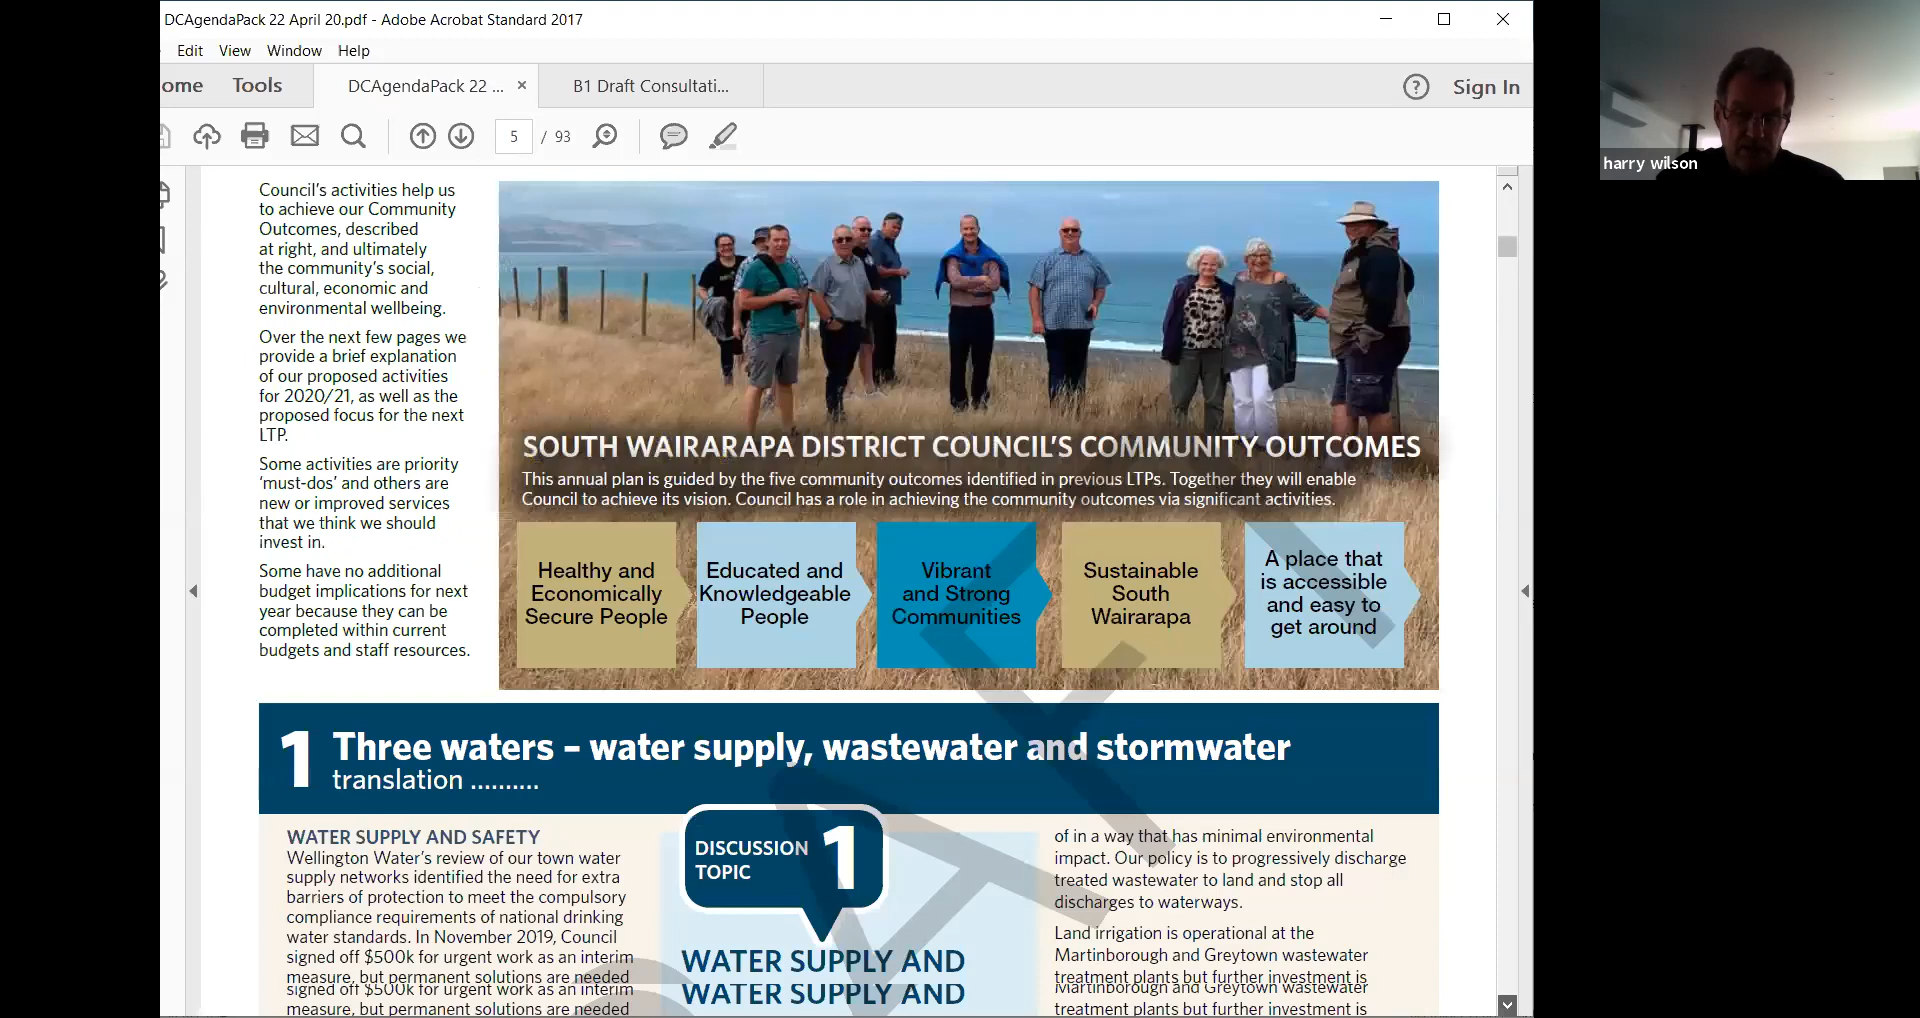 DCAgendaPack 22 April 20.pdf - Adobe Acrobat Standard 2017
Edit View Window Help
ome Tools DCAgendaPack 22 ... × B1 Draft Consultati... ? Sign In
5 / 93
harry wilson
Council's activities help us
to achieve our Community
Outcomes, described
at right, and ultimately
the community's social,
cultural, economic and
environmental wellbeing.
Over the next few pages we
provide a brief explanation
of our proposed activities
for 2020/21, as well as the
proposed focus for the next
LTP.
Some activities are priority
'must-dos' and others are
new or improved services
that we think we should
invest in.
Some have no additional
budget implications for next
year because they can be
completed within current
budgets and staff resources.
SOUTH WAIRARAPA DISTRICT COUNCIL'S COMMUNITY OUTCOMES
This annual plan is guided by the five community outcomes identified in previous LTPs. Together they will enable
Council to achieve its vision. Council has a role in achieving the community outcomes via significant activities.
Healthy and
Economically
Secure People
Educated and
Knowledgeable
People
Vibrant
and Strong
Communities
Sustainable
South
Wairarapa
A place that
is accessible
and easy to
get around
1 Three waters – water supply, wastewater and stormwater
translation ..........
WATER SUPPLY AND SAFETY
Wellington Water's review of our town water
supply networks identified the need for extra
barriers of protection to meet the compulsory
compliance requirements of national drinking
water standards. In November 2019, Council
signed off $500k for urgent work as an interim
measure, but permanent solutions are needed
signed off $500k for urgent work as an interim
measure, but permanent solutions are needed
DISCUSSION
TOPIC 1
WATER SUPPLY AND
WATER SUPPLY AND
of in a way that has minimal environmental
impact. Our policy is to progressively discharge
treated wastewater to land and stop all
discharges to waterways.
Land irrigation is operational at the
Martinborough and Greytown wastewater
treatment plants but further investment is
Martinborough and Greytown wastewater
treatment plants but further investment is